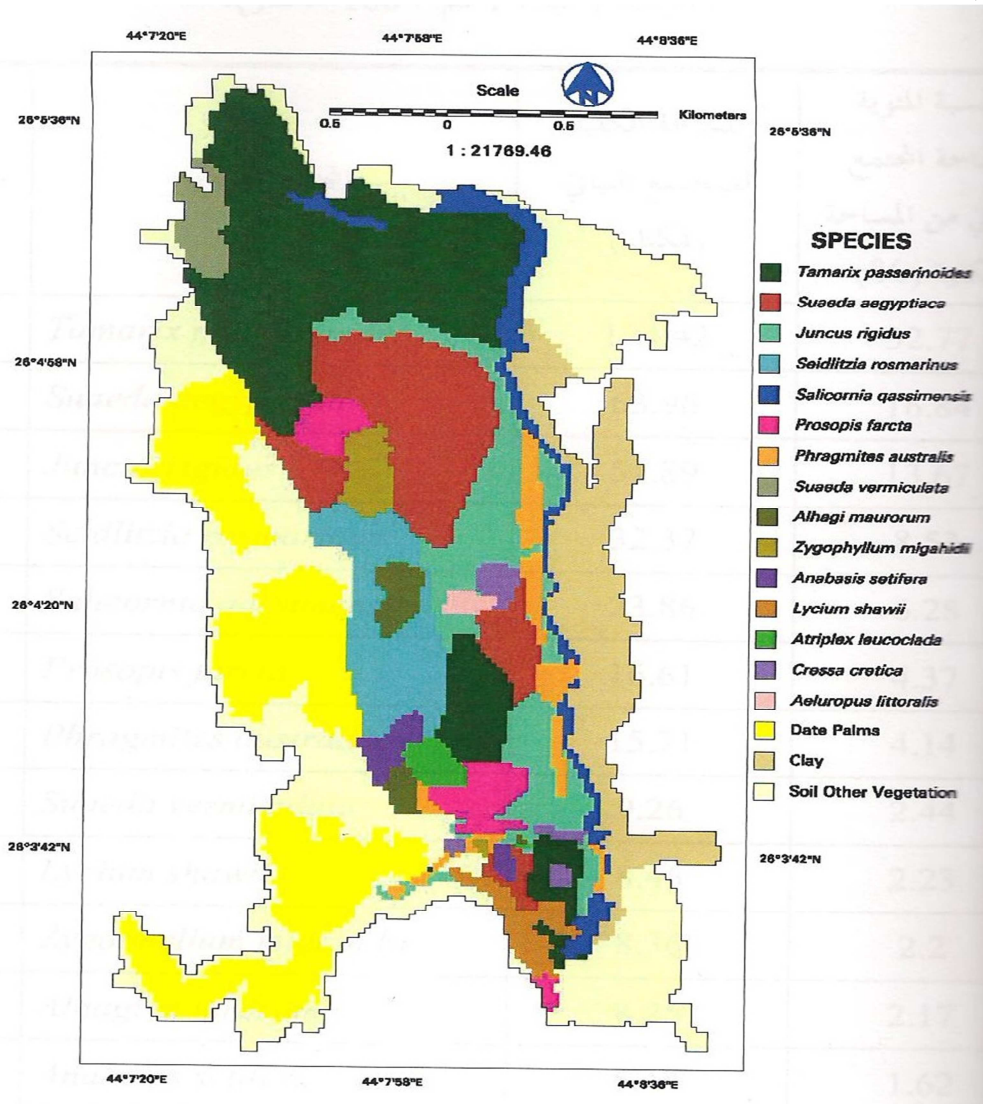 44°7'20"E 44°7'58"E 44°8'36"E
Scale
N
0.5 0 0.5 Kilometers
1 : 21769.46
26°5'36"N 26°5'36"N
26°4'58"N
26°4'20"N
26°3'42"N 26°3'42"N
SPECIES
Tamarix passerinoides
Suaeda aegyptiaca
Juncus rigidus
Seidlitzia rosmarinus
Salicornia qassimensis
Prosopis farcta
Phragmites australis
Suaeda vermiculata
Alhagi maurorum
Zygophyllum migahidii
Anabasis setifera
Lycium shawii
Atriplex leucoclada
Cressa cretica
Aeluropus littoralis
Date Palms
Clay
Soil Other Vegetation
44°7'20"E 44°7'58"E 44°8'36"E